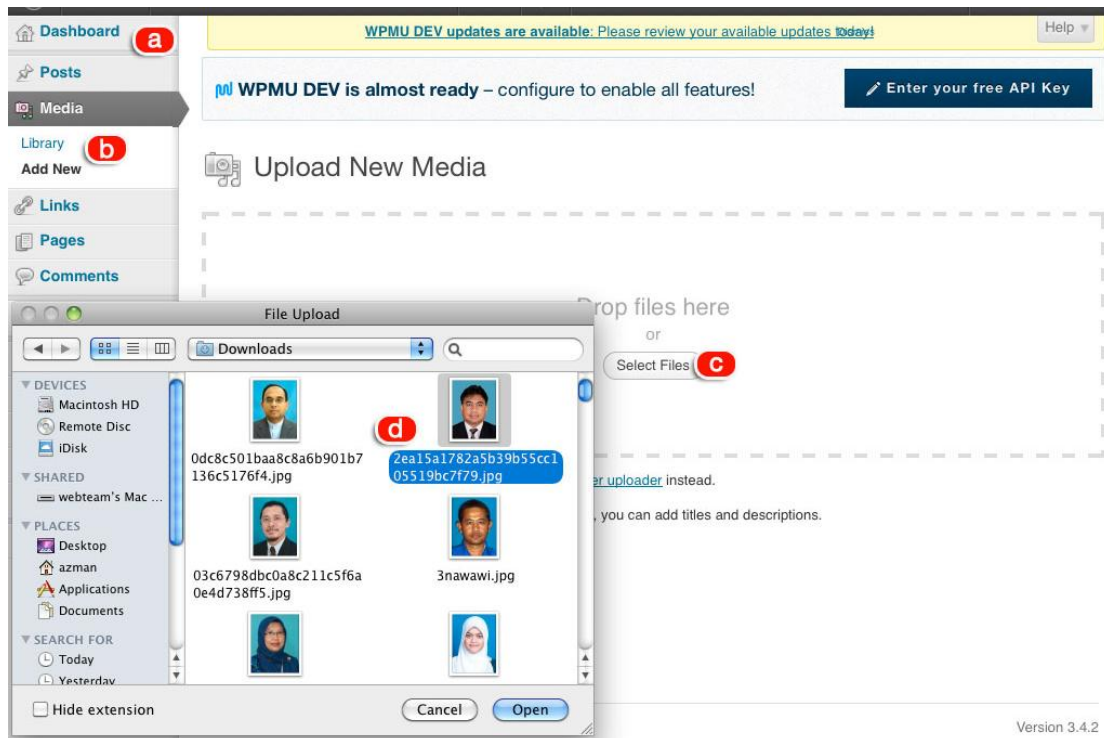 Dashboard
a
WPMU DEV updates are available: Please review your available updates today!
Help
Posts
WPMU DEV is almost ready – configure to enable all features!
Enter your free API Key
Media
Library
b
Add New
Upload New Media
Links
Pages
Comments
Drop files here
or
Select Files
c
File Upload
Downloads
DEVICES
Macintosh HD
Remote Disc
iDisk
SHARED
webteam's Mac ...
PLACES
Desktop
azman
Applications
Documents
SEARCH FOR
Today
Yesterday
d
0dc8c501baa8c8a6b901b7
136c5176f4.jpg
2ea15a1782a5b39b55cc1
05519bc7f79.jpg
03c6798dbc0a8c211c5f6a
0e4d738ff5.jpg
3nawawi.jpg
Hide extension
Cancel
Open
uploader instead.
, you can add titles and descriptions.
Version 3.4.2